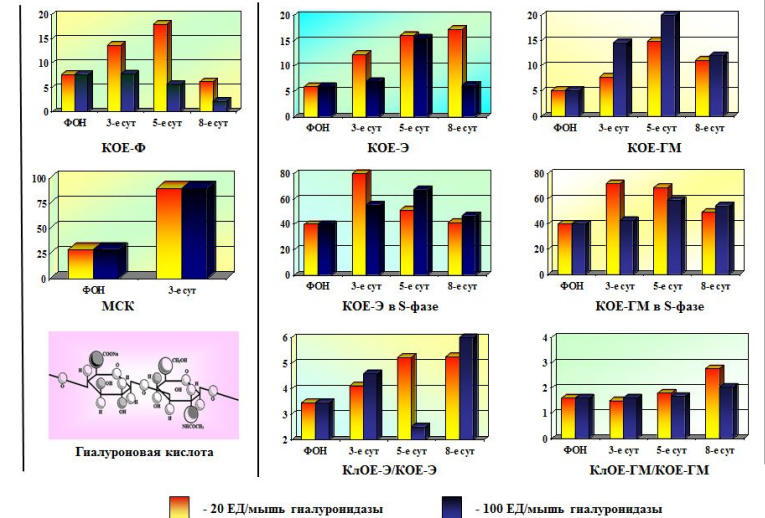 20
15
10
5
0
ФОН 3-е сут 5-е сут 8-е сут
КОЕ-Ф
20
15
10
5
0
ФОН 3-е сут 5-е сут 8-е сут
КОЕ-Э
20
15
10
5
0
ФОН 3-е сут 5-е сут 8-е сут
КОЕ-ГМ
100
75
50
25
0
ФОН 3-е сут
МСК
80
60
40
20
0
ФОН 3-е сут 5-е сут 8-е сут
КОЕ-Э в S-фазе
80
60
40
20
0
ФОН 3-е сут 5-е сут 8-е сут
КОЕ-ГМ в S-фазе
COONa
CH₂OH
H
O
OH
NHCOCH₃
Гиалуроновая кислота
6
5
4
3
2
ФОН 3-е сут 5-е сут 8-е сут
КлОЕ-Э/КОЕ-Э
4
3
2
1
0
ФОН 3-е сут 5-е сут 8-е сут
КлОЕ-ГМ/КОЕ-ГМ
- 20 ЕД/мышь гиалуронидазы
- 100 ЕД/мышь гиалуронидазы